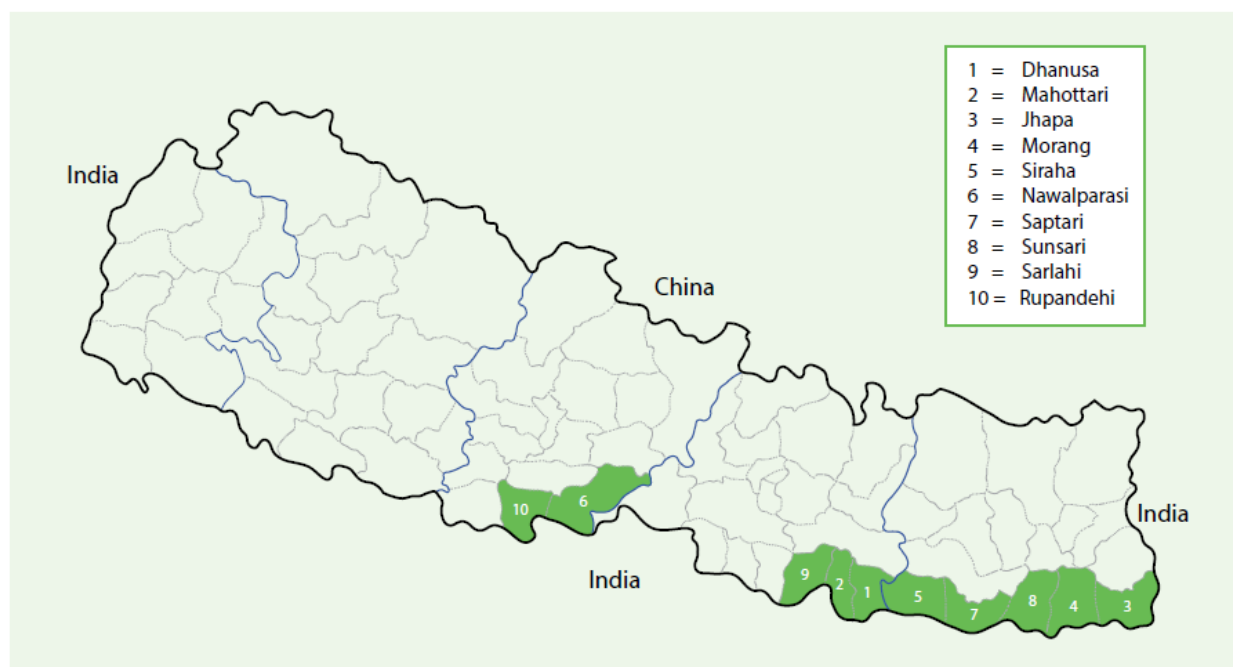 1 = Dhanusa
2 = Mahottari
3 = Jhapa
4 = Morang
5 = Siraha
6 = Nawalparasi
7 = Saptari
8 = Sunsari
9 = Sarlahi
10 = Rupandehi
India
China
India
India
10
6
9
2
1
5
7
8
4
3